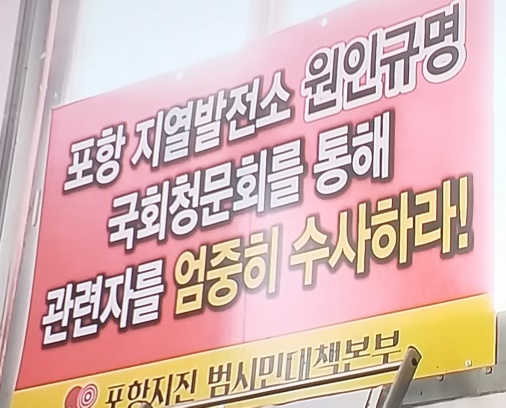 포항 지열발전소 원인규명
국회청문회를 통해
관련자를 엄중히 수사하라!
포항지진 범시민대책본부